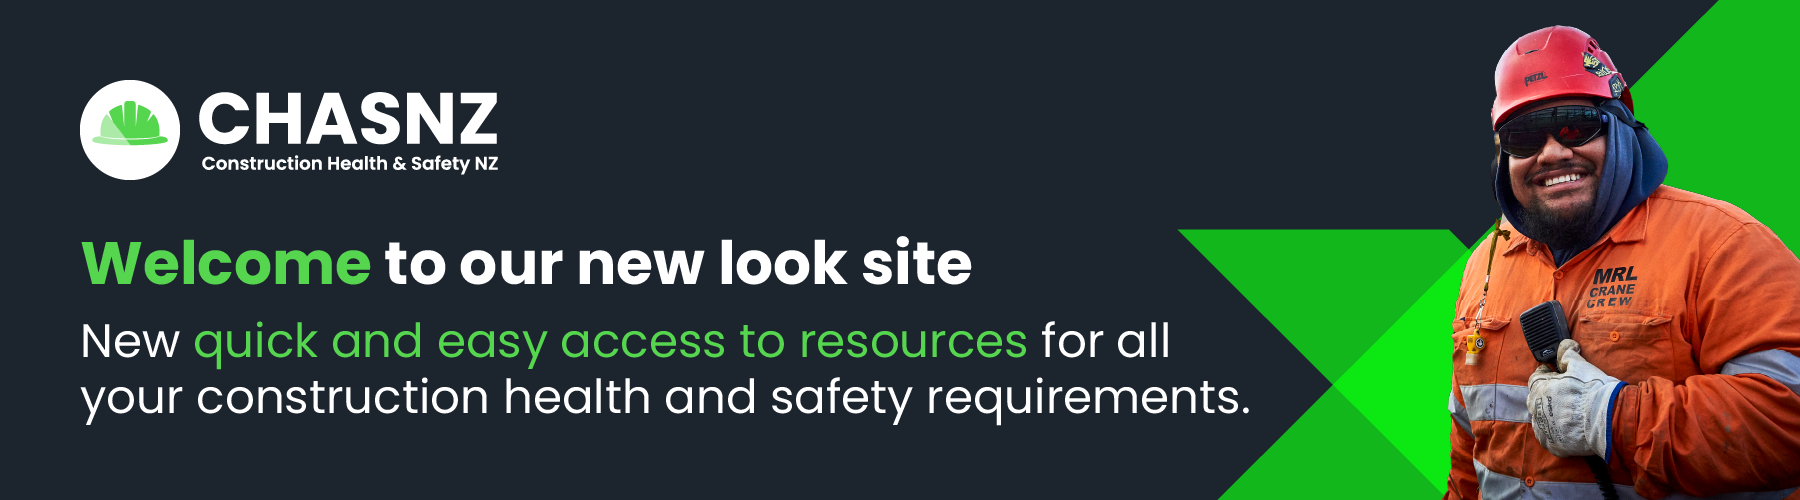 CHASNZ
Construction Health & Safety NZ
Welcome to our new look site
New quick and easy access to resources for all
your construction health and safety requirements.
PETZL
MRL
CRANE
CREW